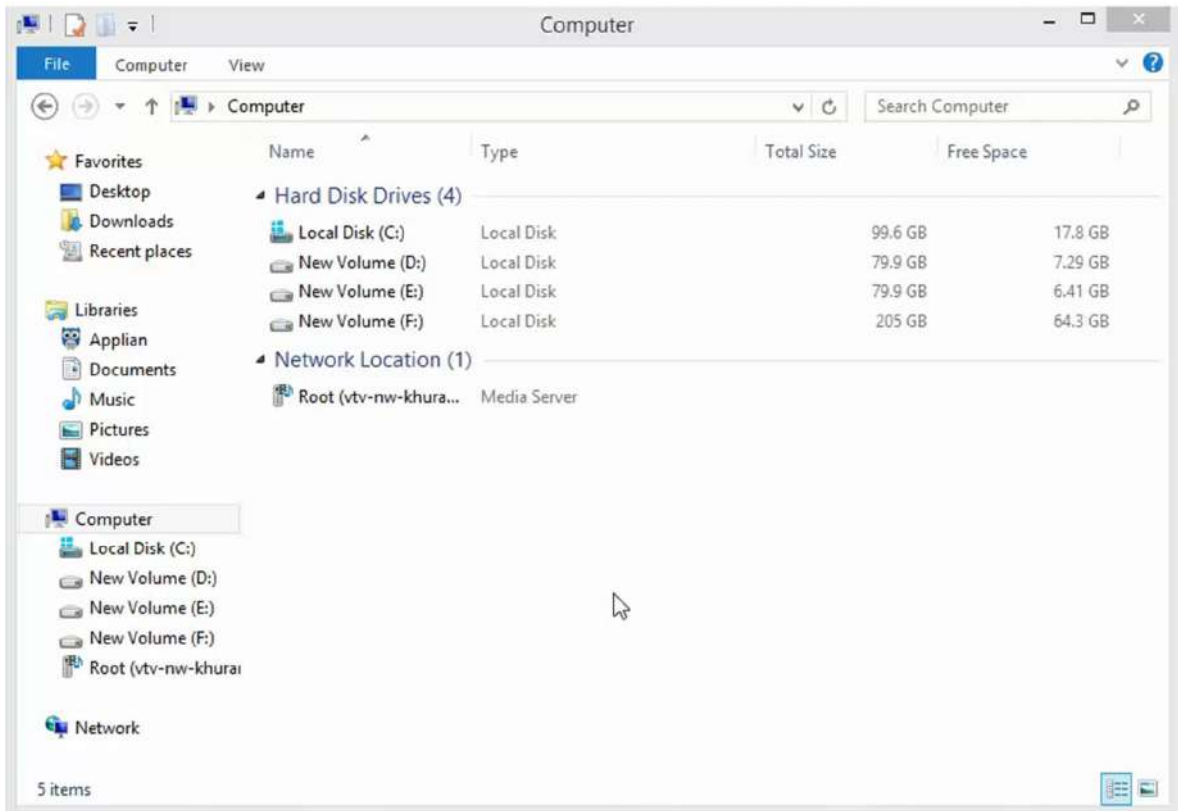 Computer
File Computer View
Computer
Search Computer
Favorites
Desktop
Downloads
Recent places
Libraries
Applian
Documents
Music
Pictures
Videos
Computer
Local Disk (C:)
New Volume (D:)
New Volume (E:)
New Volume (F:)
Root (vtv-nw-khurar
Network
Name Type Total Size Free Space
Hard Disk Drives (4)
Local Disk (C:) Local Disk 99.6 GB 17.8 GB
New Volume (D:) Local Disk 79.9 GB 7.29 GB
New Volume (E:) Local Disk 79.9 GB 6.41 GB
New Volume (F:) Local Disk 205 GB 64.3 GB
Network Location (1)
Root (vtv-nw-khura... Media Server
5 items